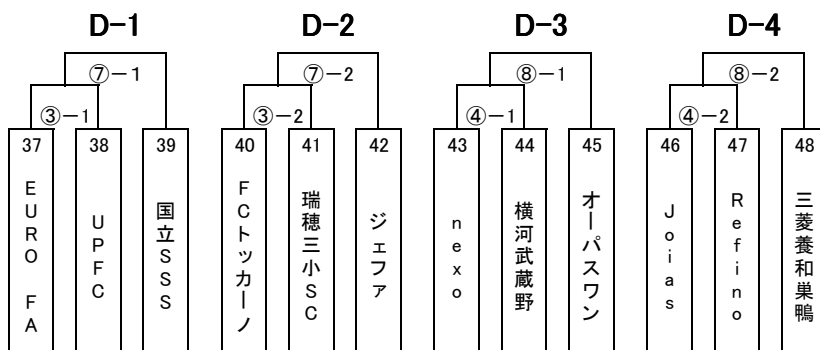 D-1
D-2
D-3
D-4
⑦-1
⑦-2
⑧-1
⑧-2
③-1
③-2
④-1
④-2
37
38
39
40
41
42
43
44
45
46
47
48
EURO FA
UPFC
国立SSS
FCトッカーノ
瑞穂三小SC
ジェファ
nexo
横河武蔵野
オーパスワン
Joias
Refino
三菱養和巣鴨